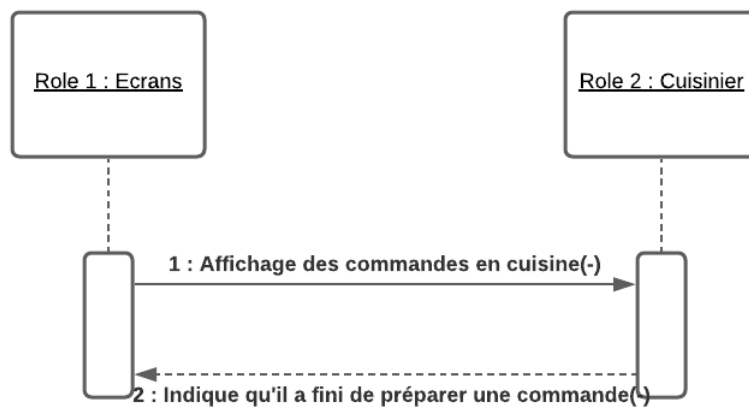 Role 1 : Ecrans
Role 2 : Cuisinier
1 : Affichage des commandes en cuisine(-)
2 : Indique qu'il a fini de préparer une commande(-)